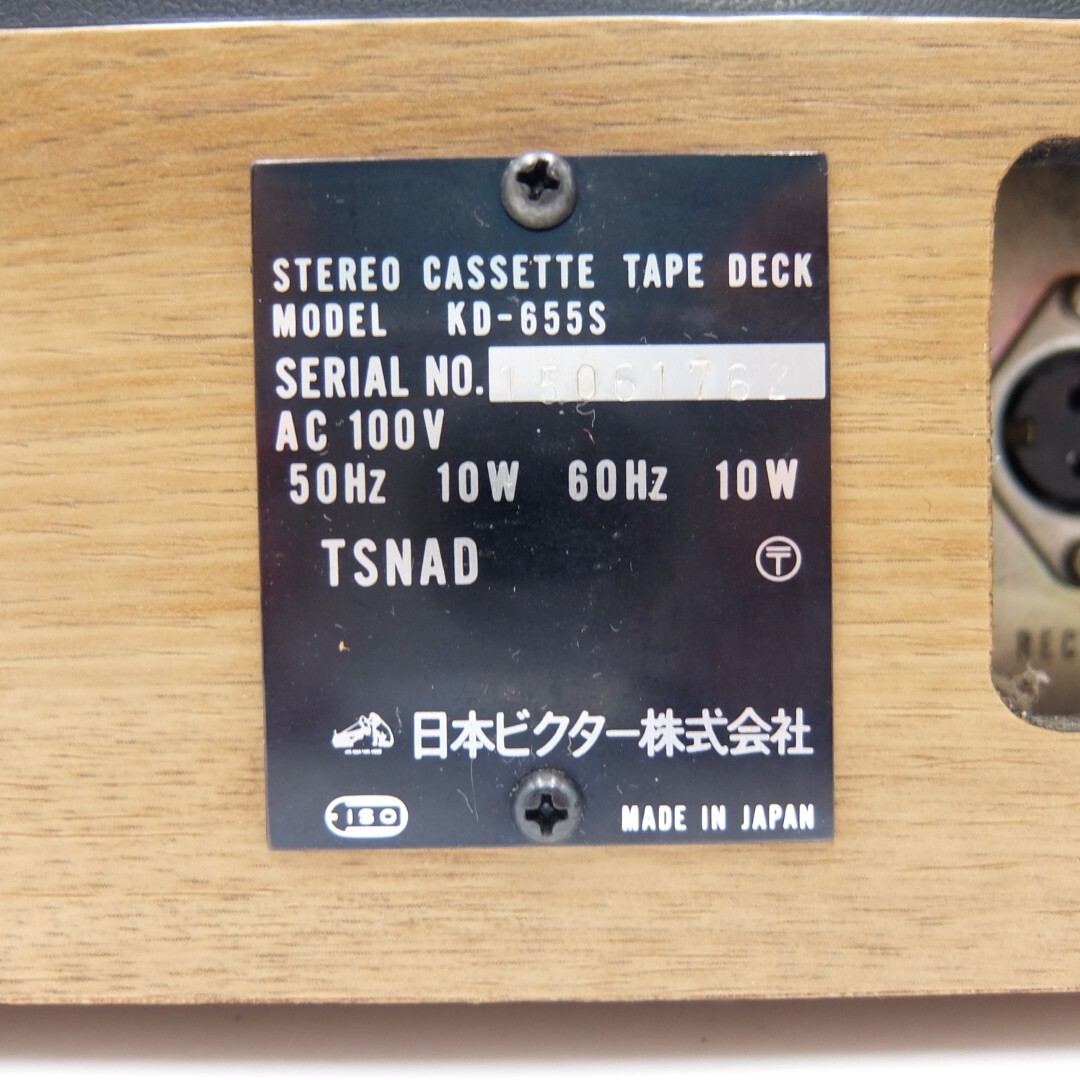 STEREO CASSETTE TAPE DECK
MODEL KD-655S
SERIAL NO. 15061762
AC 100V
50Hz 10W 60Hz 10W
TSNAD
〒
日本ビクター株式会社
ISO
MADE IN JAPAN
REC